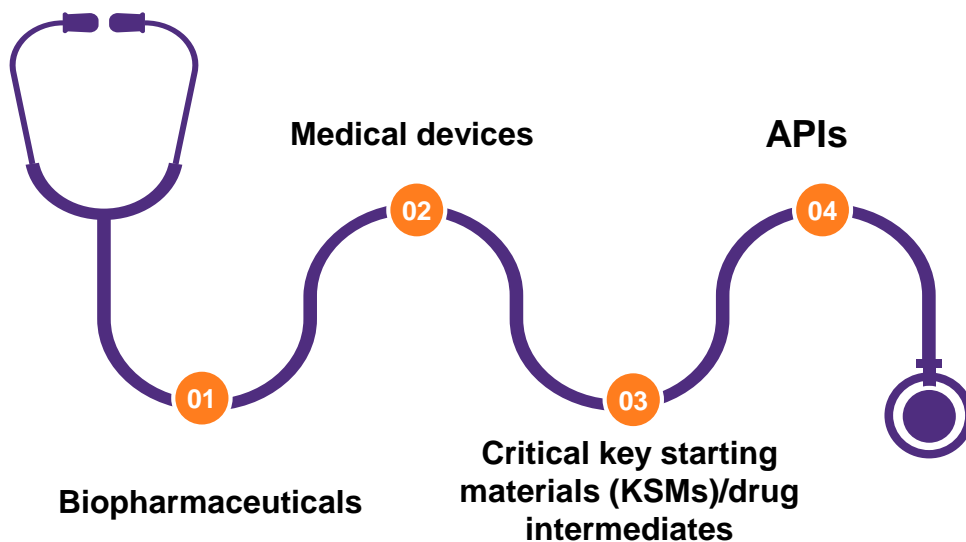 Medical devices
APIs
02
04
01
03
Biopharmaceuticals
Critical key starting
materials (KSMs)/drug
intermediates